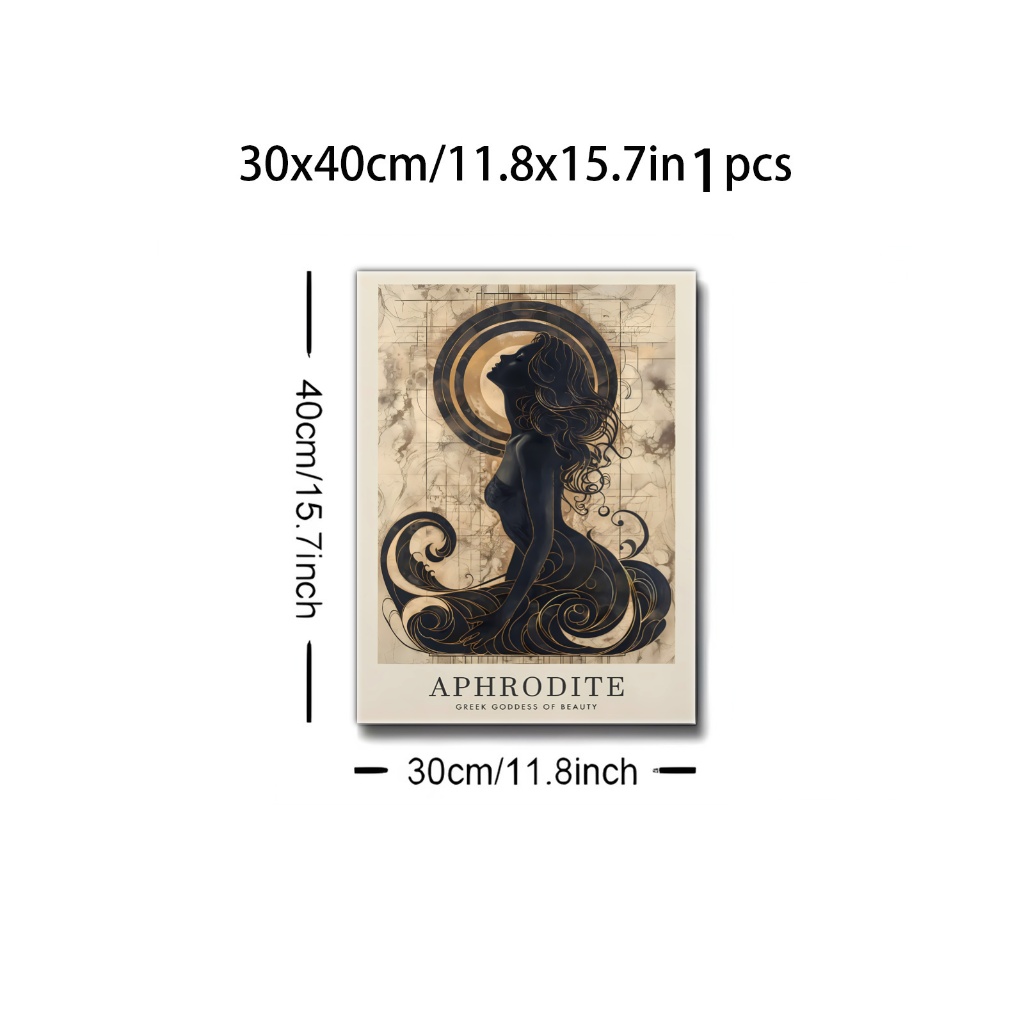 30x40cm/11.8x15.7in 1 pcs
40cm/15.7inch
APHRODITE
GREEK GODDESS OF BEAUTY
30cm/11.8inch